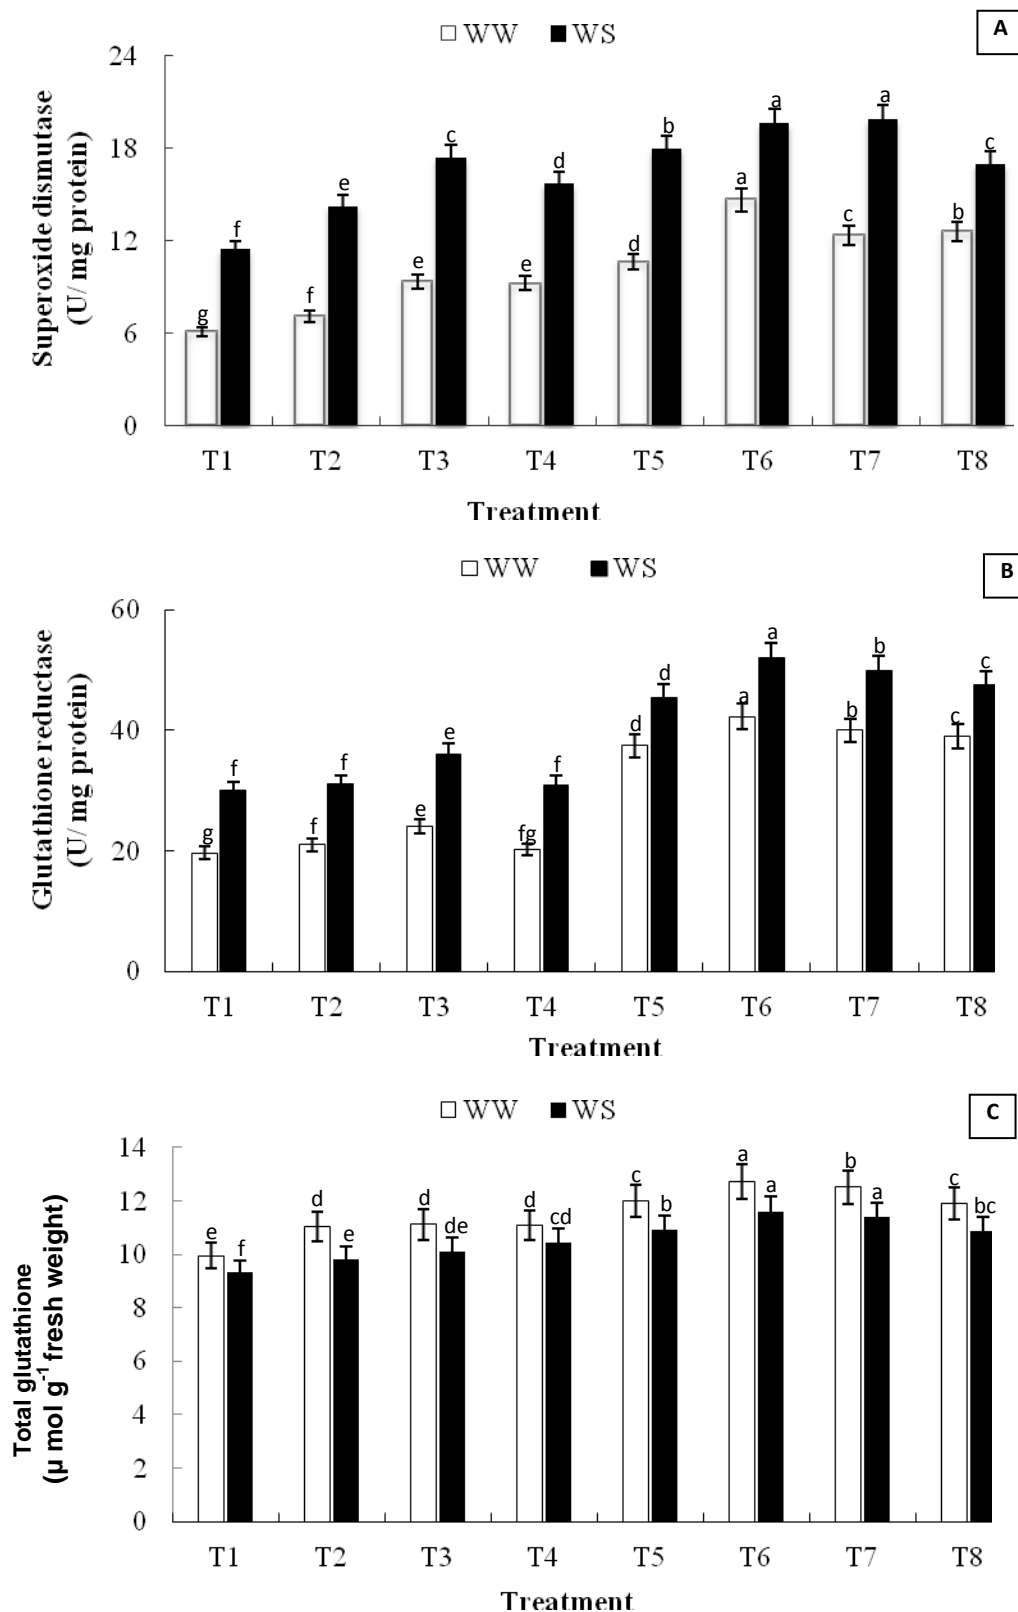 WW WS
A
24
18
12
6
0
Superoxide dismutase
(U/ mg protein)
g f f e e c e d d b a a c a b c
T1 T2 T3 T4 T5 T6 T7 T8
Treatment
WW WS
B
60
40
20
0
Glutathione reductase
(U/ mg protein)
g f f f e e fg f d d a a b b c c
T1 T2 T3 T4 T5 T6 T7 T8
Treatment
WW WS
C
14
12
10
8
6
4
2
0
Total glutathione
(µ mol g-1 fresh weight)
e f d e d de d cd c b a a b a c bc
T1 T2 T3 T4 T5 T6 T7 T8
Treatment